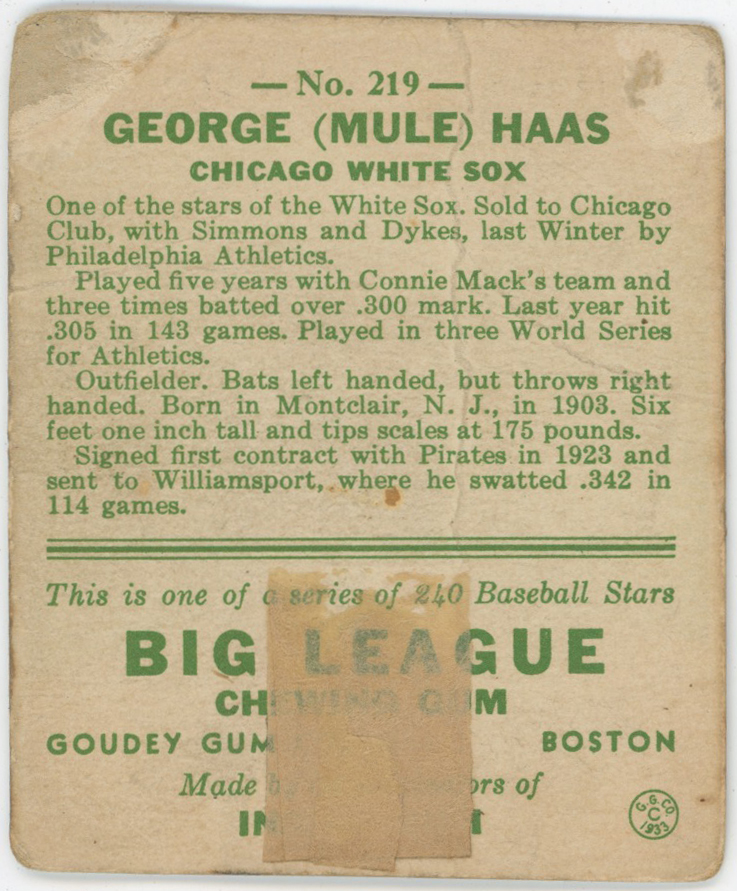 — No. 219 —
GEORGE (MULE) HAAS
CHICAGO WHITE SOX
One of the stars of the White Sox. Sold to Chicago
Club, with Simmons and Dykes, last Winter by
Philadelphia Athletics.
Played five years with Connie Mack's team and
three times batted over .300 mark. Last year hit
.305 in 143 games. Played in three World Series
for Athletics.
Outfielder. Bats left handed, but throws right
handed. Born in Montclair, N. J., in 1903. Six
feet one inch tall and tips scales at 175 pounds.
Signed first contract with Pirates in 1923 and
sent to Williamsport, where he swatted .342 in
114 games.
This is one of a series of 240 Baseball Stars
BIG LEAGUE
CHEWING GUM
GOUDEY GUM BOSTON
Made of
G.G.CO.
C
1933